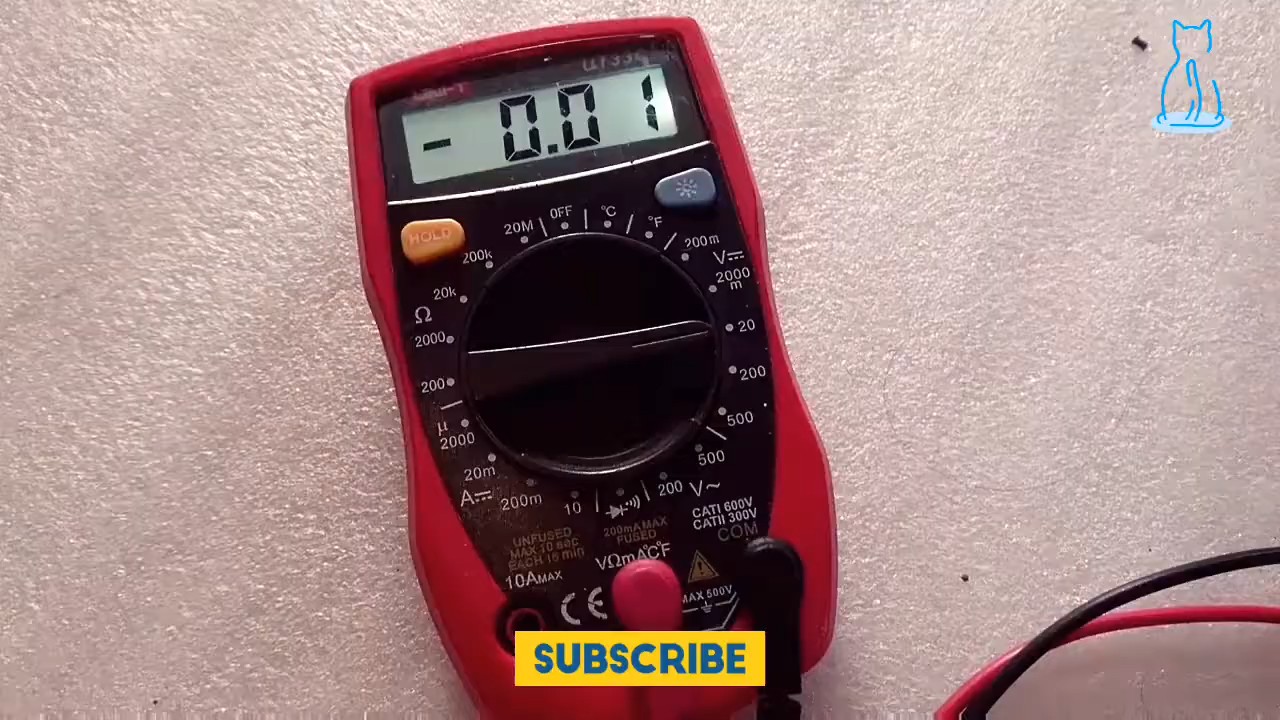 UT33C
UNI-T
- 0.01
HOLD
OFF
°C
°F
20M
200k
20k
Ω
2000
200
μ
2000
20m
A
200m
10
200m
V
2000
m
20
200
500
500
200
V~
UNFUSED
MAX 10 sec
EACH 15 min
10AMAX
200mA MAX
FUSED
VΩmA°C°F
CATI 600V
CATII 300V
COM
CE
MAX 500V
SUBSCRIBE